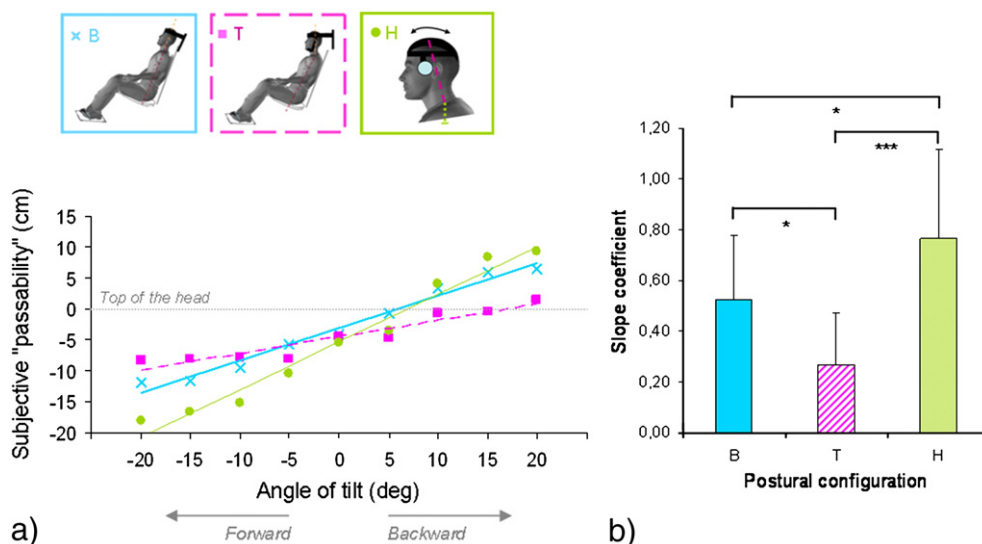 B
T
H
Subjective "passability" (cm)
15
10
5
0
-5
-10
-15
-20
Top of the head
-20 -15 -10 -5 0 5 10 15 20
Angle of tilt (deg)
Forward
Backward
a)
Slope coefficient
1,20
1,00
0,80
0,60
0,40
0,20
0,00
*
***
*
B T H
Postural configuration
b)